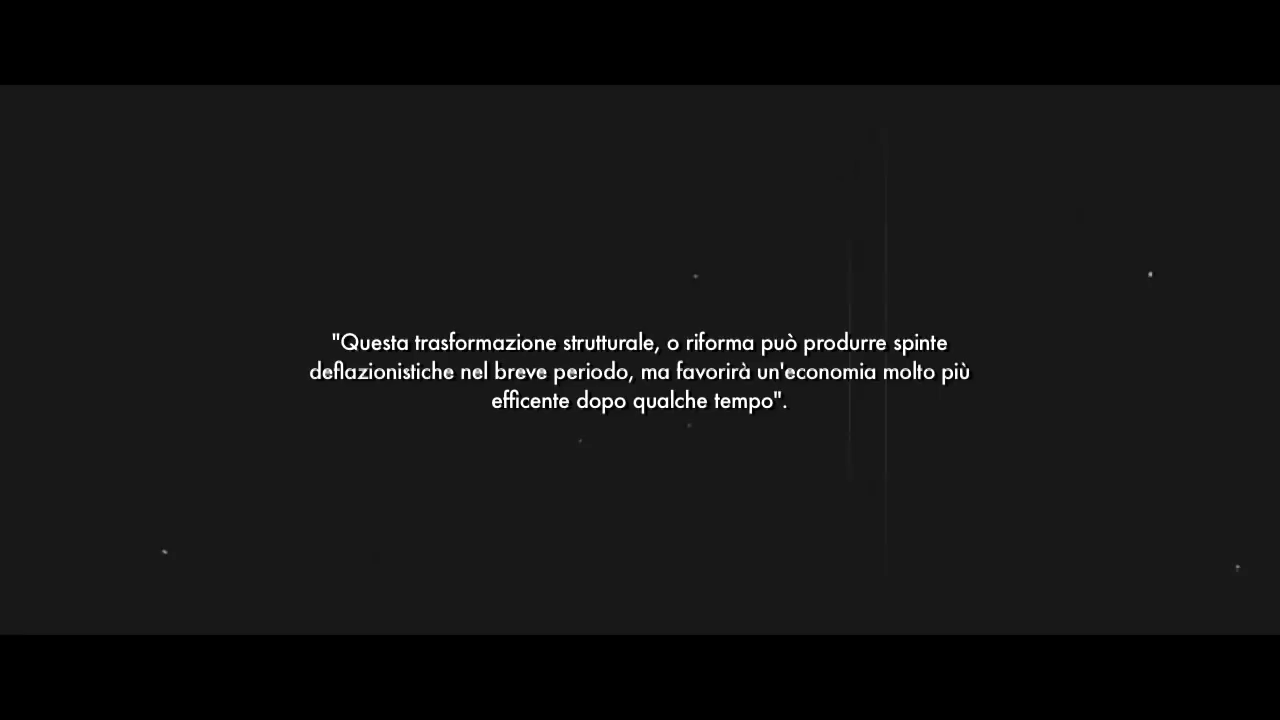 "Questa trasformazione strutturale, o riforma può produrre spinte
deflazionistiche nel breve periodo, ma favorirà un'economia molto più
efficente dopo qualche tempo".